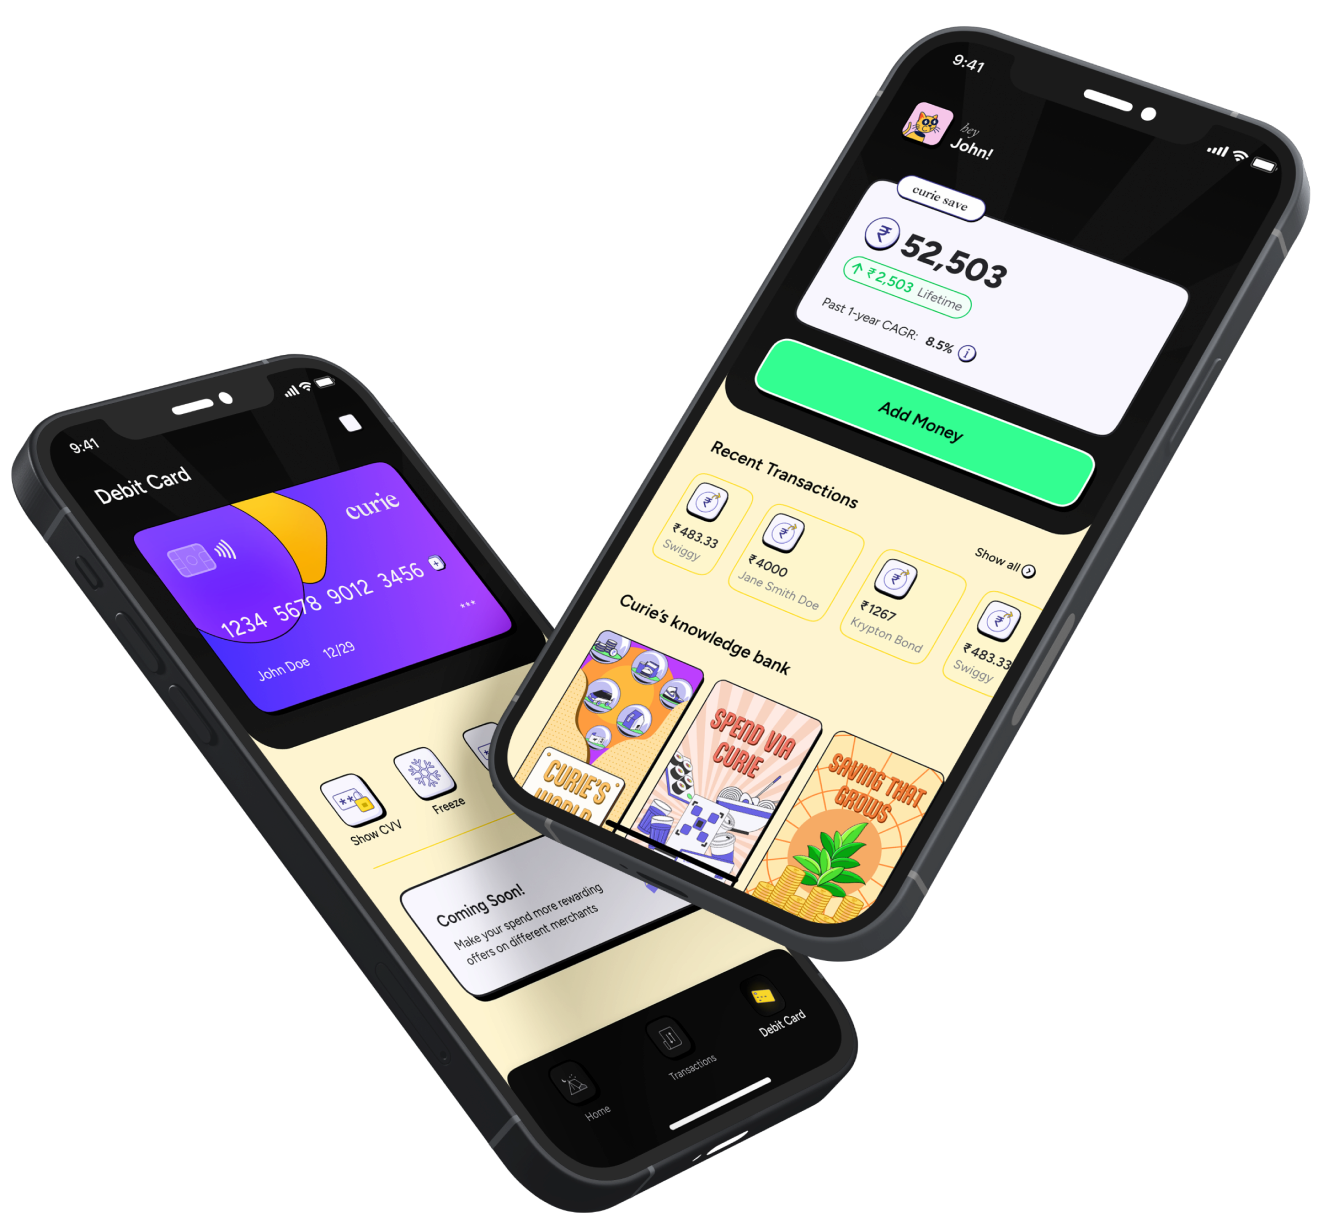 9:41
hey
John!
curie save
₹ 52,503
↑ ₹2,503 Lifetime
Past 1-year CAGR: 8.5% i
Add Money
Recent Transactions
Show all
₹483.33
Swiggy
₹4000
Jane Smith Doe
₹1267
Krypton Bond
₹483.33
Swiggy
Curie's knowledge bank
CURIE'S
WORLD
SPEND VIA
CURIE
SAVING THAT
GROWS
9:41
Debit Card
curie
1234 5678 9012 3456
***
John Doe 12/29
**
Show CVV
Freeze
Coming Soon!
Make your spend more rewarding
offers on different merchants
Home
Transactions
Debit Card